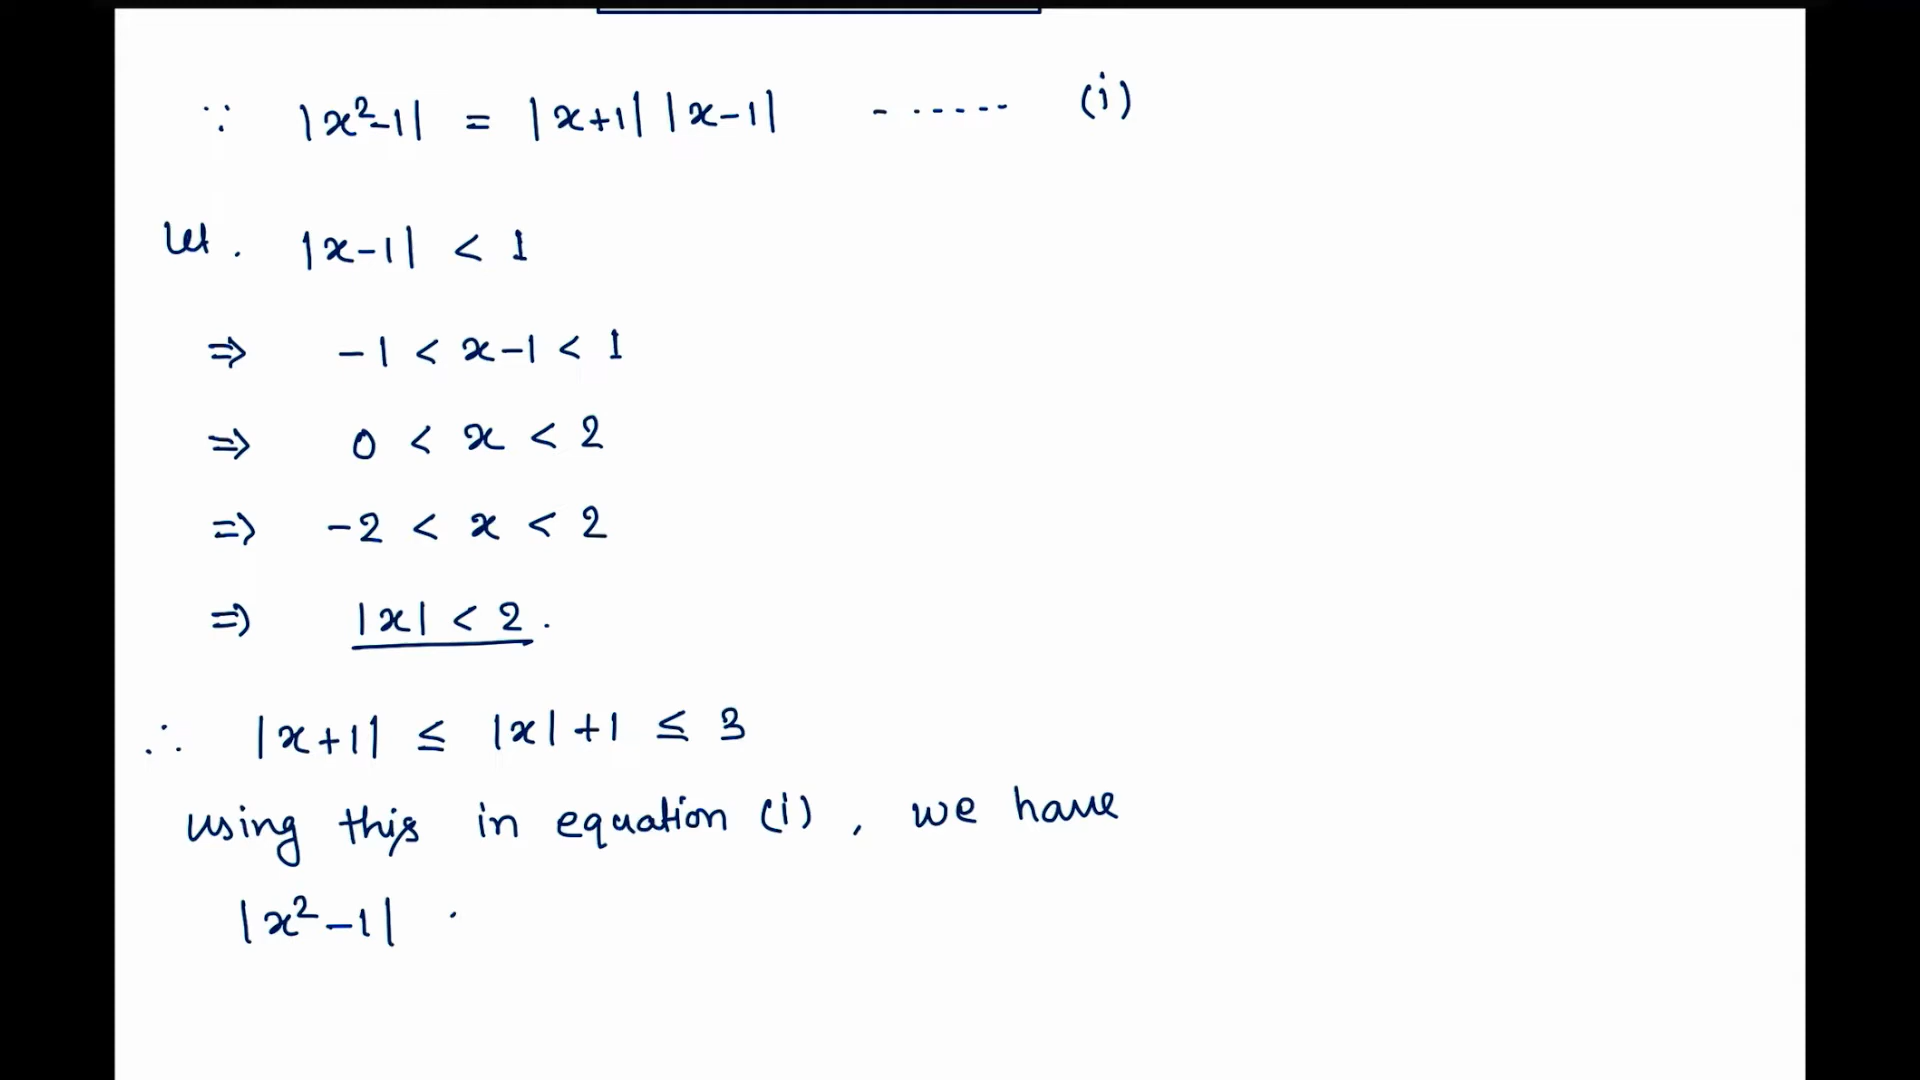 ∵ |x²-1| = |x+1| |x-1| ------- (i)
Let. |x-1| < 1
⇒ -1 < x-1 < 1
⇒ 0 < x < 2
⇒ -2 < x < 2
⇒ |x| < 2.
∴ |x+1| ≤ |x|+1 ≤ 3
using this in equation (i), we have
|x²-1|